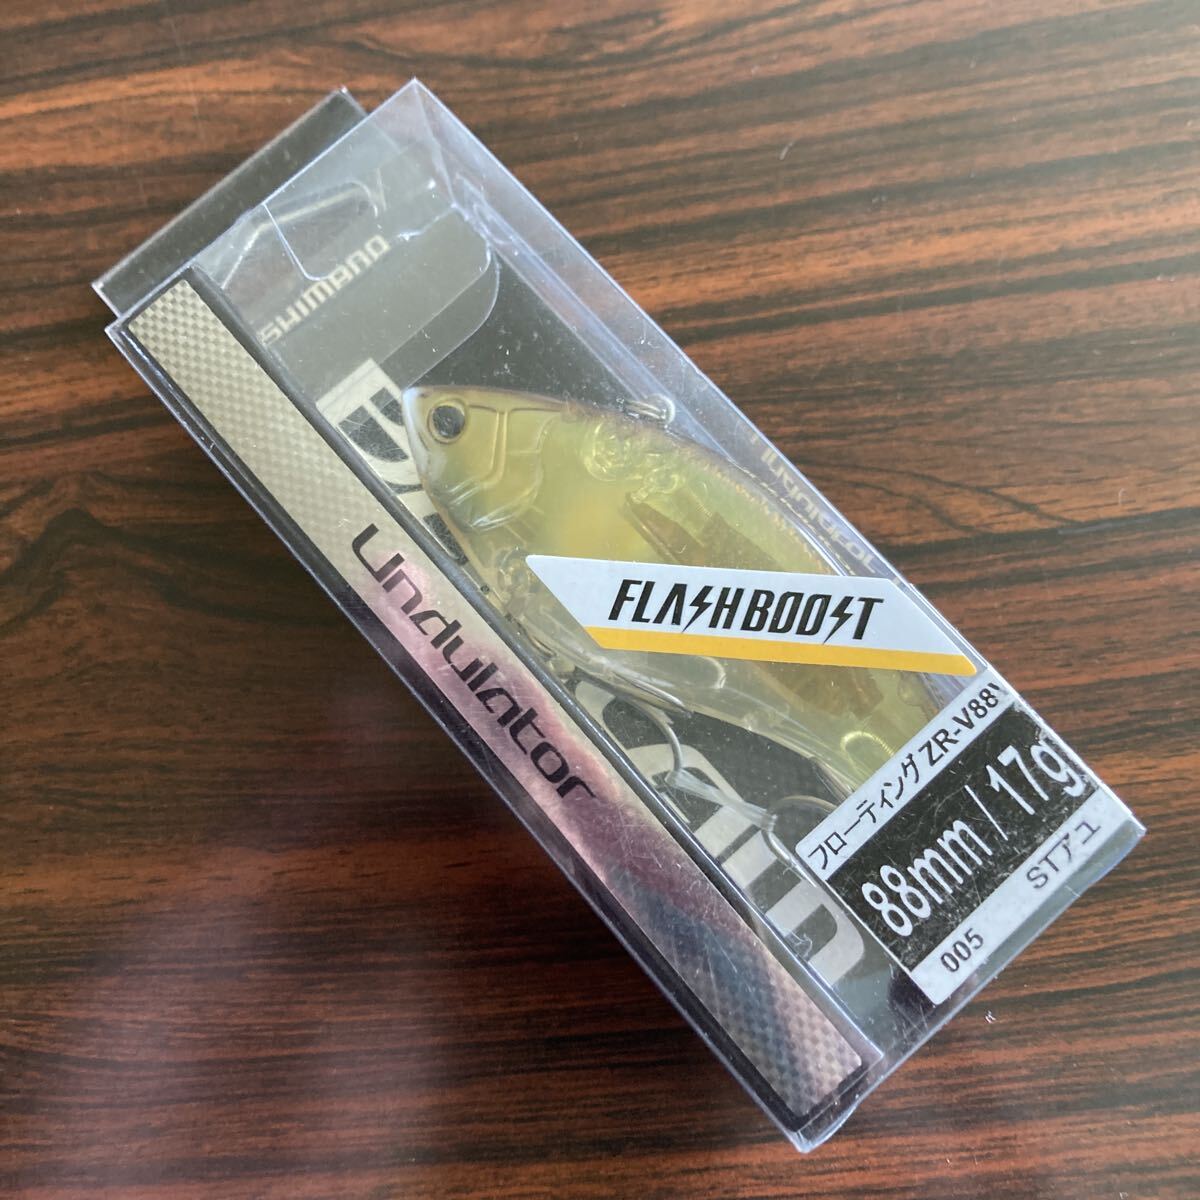 SHIMANO
Undulator
Undulator
FLASHBOOST
フローティング ZR-V88
88mm / 17g
005 STアユ